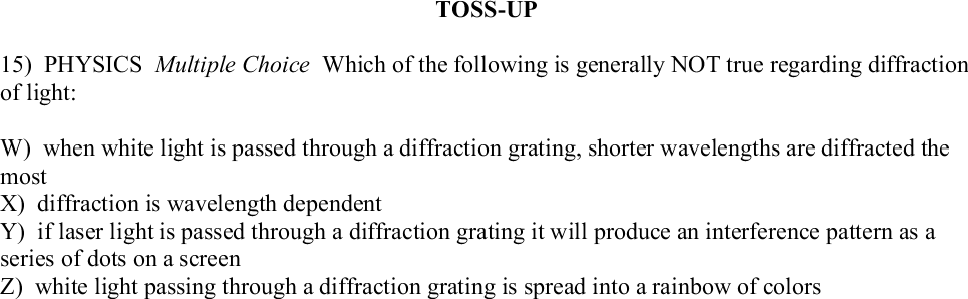 TOSS-UP
15) PHYSICS Multiple Choice Which of the following is generally NOT true regarding diffraction
of light:
W) when white light is passed through a diffraction grating, shorter wavelengths are diffracted the
most
X) diffraction is wavelength dependent
Y) if laser light is passed through a diffraction grating it will produce an interference pattern as a
series of dots on a screen
Z) white light passing through a diffraction grating is spread into a rainbow of colors